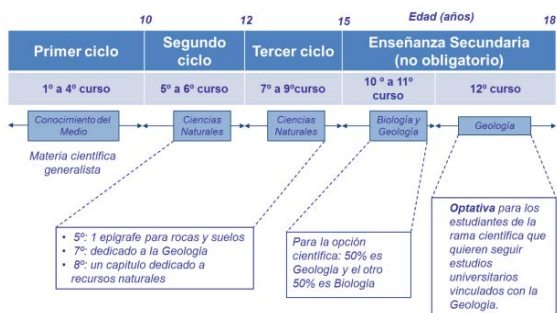 Edad (años)
10
12
15
18
Primer ciclo
Segundo
ciclo
Tercer ciclo
Enseñanza Secundaria
(no obligatorio)
1º a 4º curso
5º a 6º curso
7º a 9ºcurso
10 º a 11º
curso
12º curso
Conocimiento del
Medio
Ciencias
Naturales
Ciencias
Naturales
Biología y
Geología
Geología
Materia científica
generalista
• 5º: 1 epígrafe para rocas y suelos
• 7º: dedicado a la Geología
• 8º: un capítulo dedicado a
recursos naturales
Para la opción
científica: 50% es
Geología y el otro
50% es Biología
Optativa para los
estudiantes de la
rama científica que
quieren seguir
estudios
universitarios
vinculados con la
Geología.